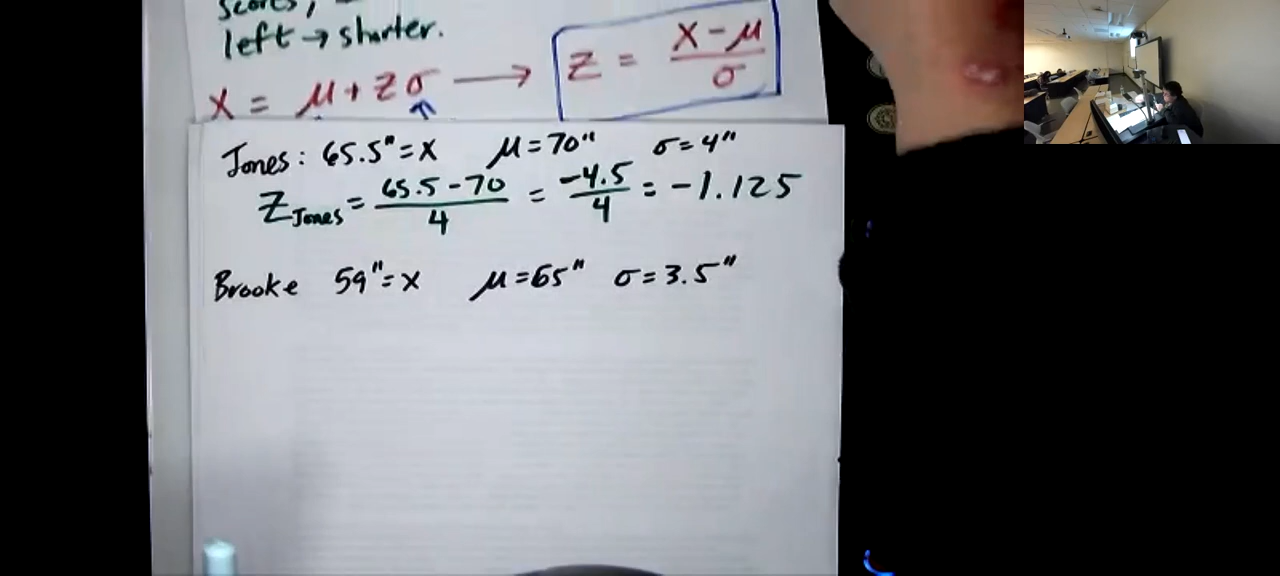 scores,
left → shorter.
X = μ + Zσ → Z = X-μ / σ
Jones: 65.5" = X μ = 70" σ = 4"
Z Jones = 65.5 - 70 / 4 = -4.5 / 4 = -1.125
Brooke 59" = X μ = 65" σ = 3.5"